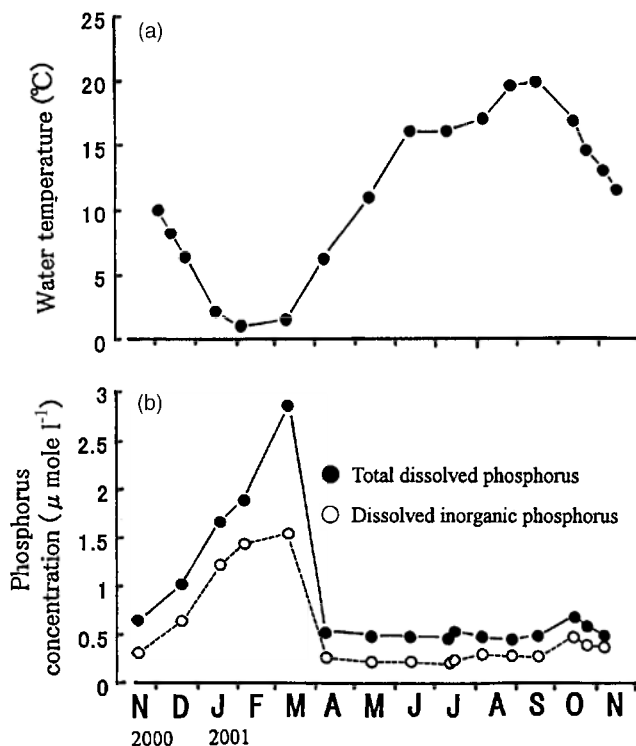 (a)
25
20
15
10
5
0
Water temperature (℃)
(b)
3
2.5
2
1.5
1
0.5
0
Phosphorus
concentration (μ mole l⁻¹)
Total dissolved phosphorus
Dissolved inorganic phosphorus
N D J F M A M J J A S O N
2000 2001